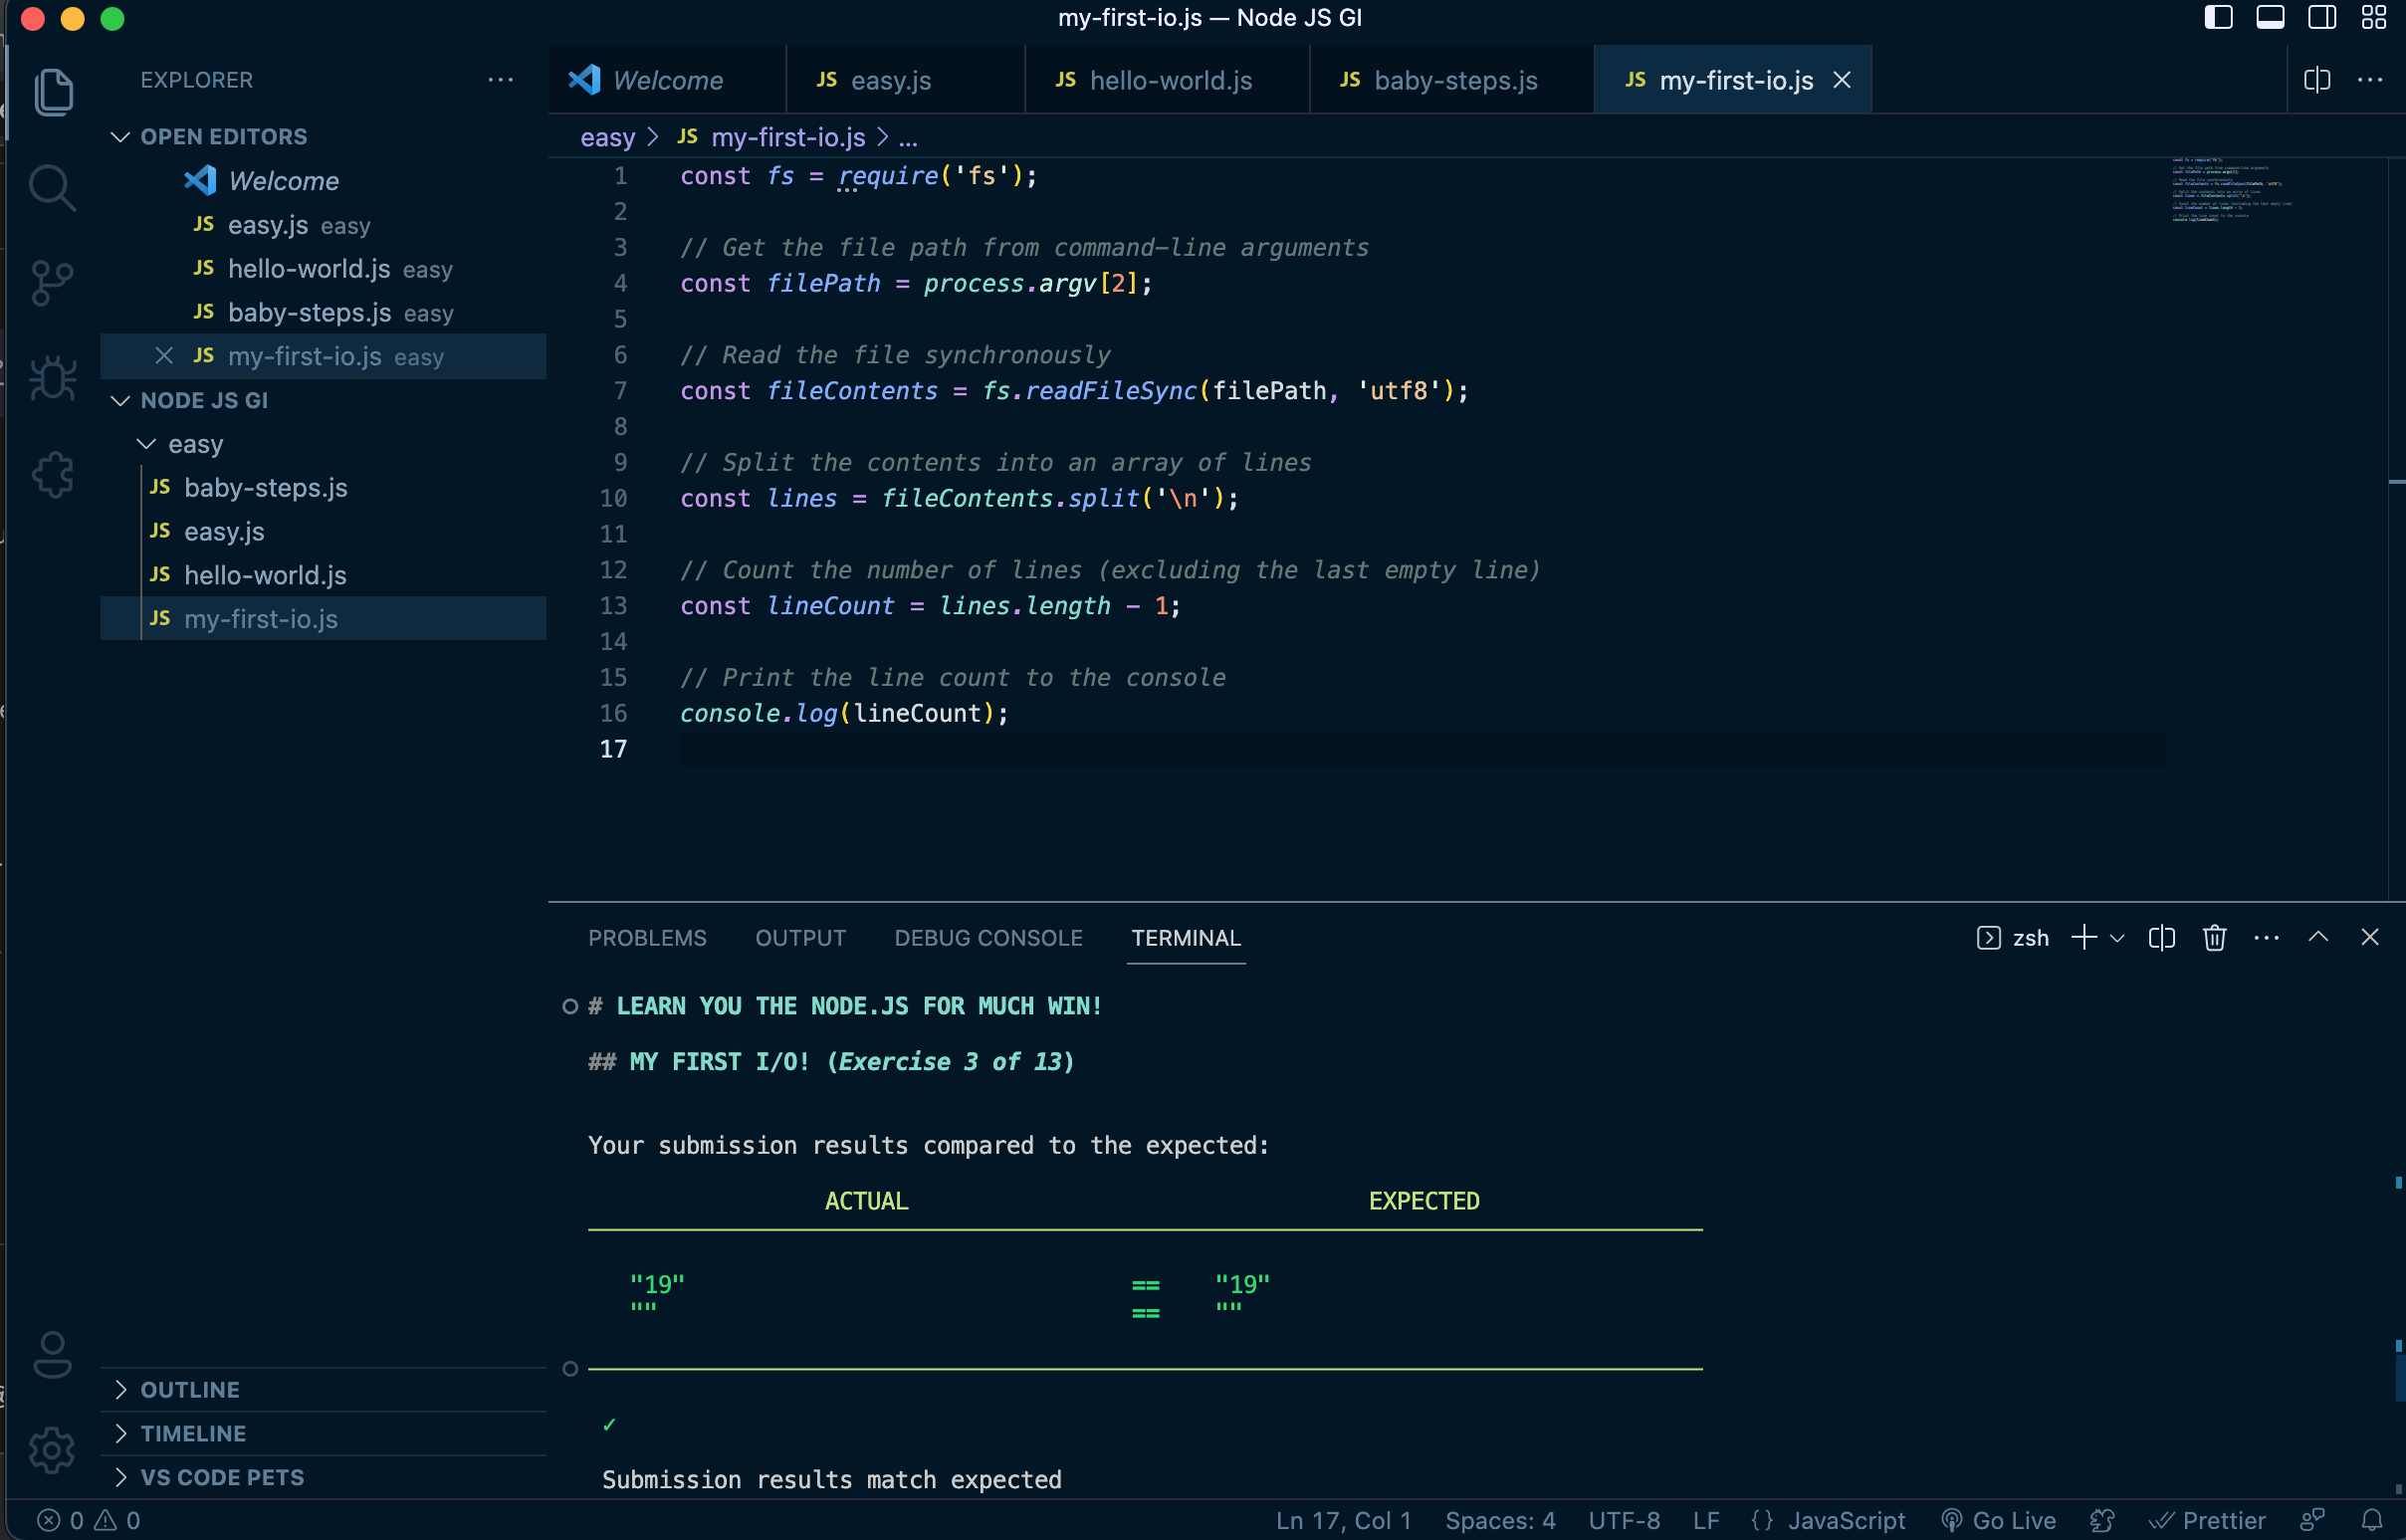 my-first-io.js — Node JS GI
EXPLORER
OPEN EDITORS
Welcome
JS easy.js easy
JS hello-world.js easy
JS baby-steps.js easy
JS my-first-io.js easy
NODE JS GI
easy
JS baby-steps.js
JS easy.js
JS hello-world.js
JS my-first-io.js
OUTLINE
TIMELINE
VS CODE PETS
Welcome JS easy.js JS hello-world.js JS baby-steps.js JS my-first-io.js
easy > JS my-first-io.js > ...
1 const fs = require('fs');
2
3 // Get the file path from command-line arguments
4 const filePath = process.argv[2];
5
6 // Read the file synchronously
7 const fileContents = fs.readFileSync(filePath, 'utf8');
8
9 // Split the contents into an array of lines
10 const lines = fileContents.split('\n');
11
12 // Count the number of lines (excluding the last empty line)
13 const lineCount = lines.length - 1;
14
15 // Print the line count to the console
16 console.log(lineCount);
17
PROBLEMS OUTPUT DEBUG CONSOLE TERMINAL zsh
# LEARN YOU THE NODE.JS FOR MUCH WIN!
## MY FIRST I/O! (Exercise 3 of 13)
Your submission results compared to the expected:
ACTUAL EXPECTED
"19" == "19"
"" == ""
✓
Submission results match expected
0 0 Ln 17, Col 1 Spaces: 4 UTF-8 LF {} JavaScript Go Live Prettier